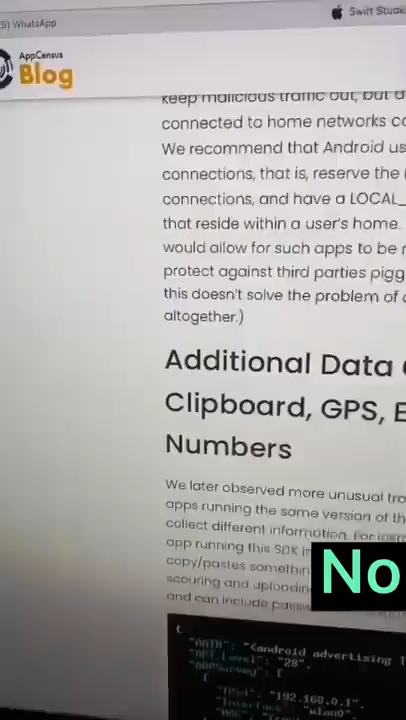 5) WhatsApp
Swift Stude
AppCensus
Blog
keep malicious traffic out, but a
connected to home networks co
We recommend that Android us
connections, that is, reserve the
connections, and have a LOCAL_
that reside within a user's home.
would allow for such apps to be r
protect against third parties pigg
this doesn't solve the problem of
altogether.)
Additional Data
Clipboard, GPS, E
Numbers
We later observed more unusual tra
apps running the same version of th
collect different information. For
app running this SDK
copy/pastes somethin
scouring and uploadin
and can include
No
{
"<android advertising
"28",
{
"192.168.0.1",
"wlan0"